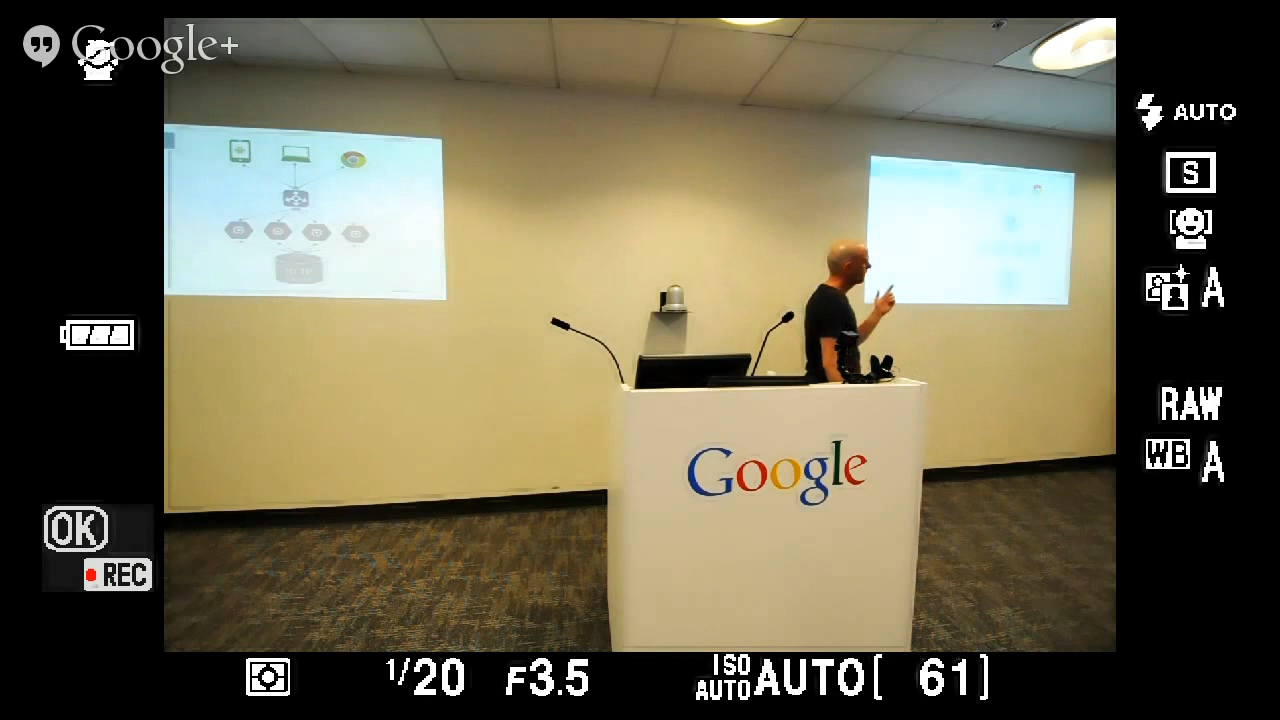 Google+
AUTO
S
A
RAW
WB A
OK
REC
Google
1/20 F3.5 ISO AUTO AUTO [ 61]